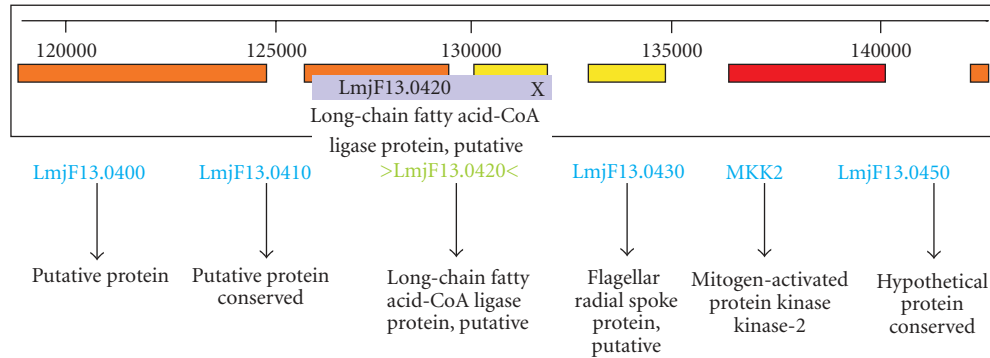 120000 125000 130000 135000 140000
LmjF13.0420 X
Long-chain fatty acid-CoA
ligase protein, putative
LmjF13.0400 LmjF13.0410 >LmjF13.0420< LmjF13.0430 MKK2 LmjF13.0450
Putative protein
Putative protein
conserved
Long-chain fatty
acid-CoA ligase
protein, putative
Flagellar
radial spoke
protein,
putative
Mitogen-activated
protein kinase
kinase-2
Hypothetical
protein
conserved